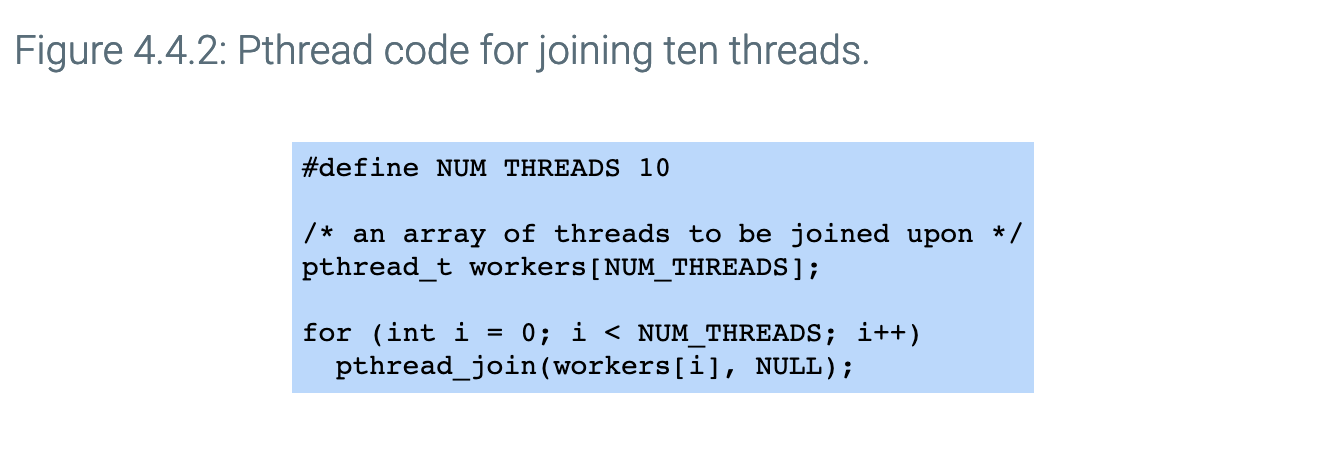 Figure 4.4.2: Pthread code for joining ten threads.
#define NUM THREADS 10
/* an array of threads to be joined upon */
pthread_t workers[NUM_THREADS];
for (int i = 0; i < NUM_THREADS; i++)
pthread_join(workers[i], NULL);